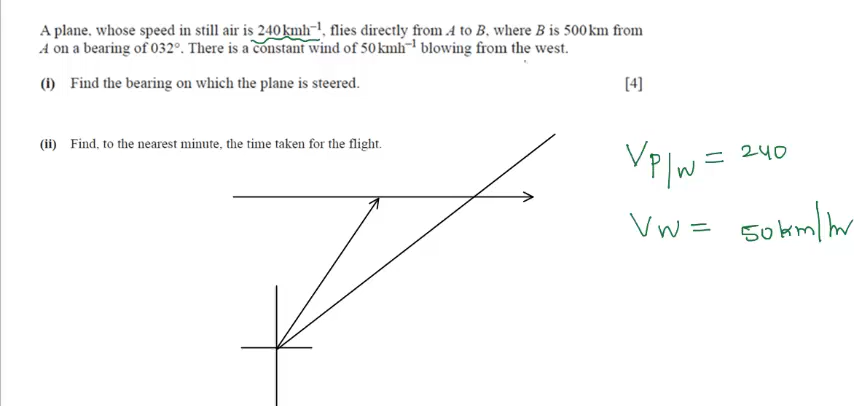 A plane, whose speed in still air is 240 kmh⁻¹, flies directly from A to B, where B is 500 km from
A on a bearing of 032°. There is a constant wind of 50 kmh⁻¹ blowing from the west.
(i) Find the bearing on which the plane is steered. [4]
(ii) Find, to the nearest minute, the time taken for the flight.
VP/W = 240
VW = 50 km/hr